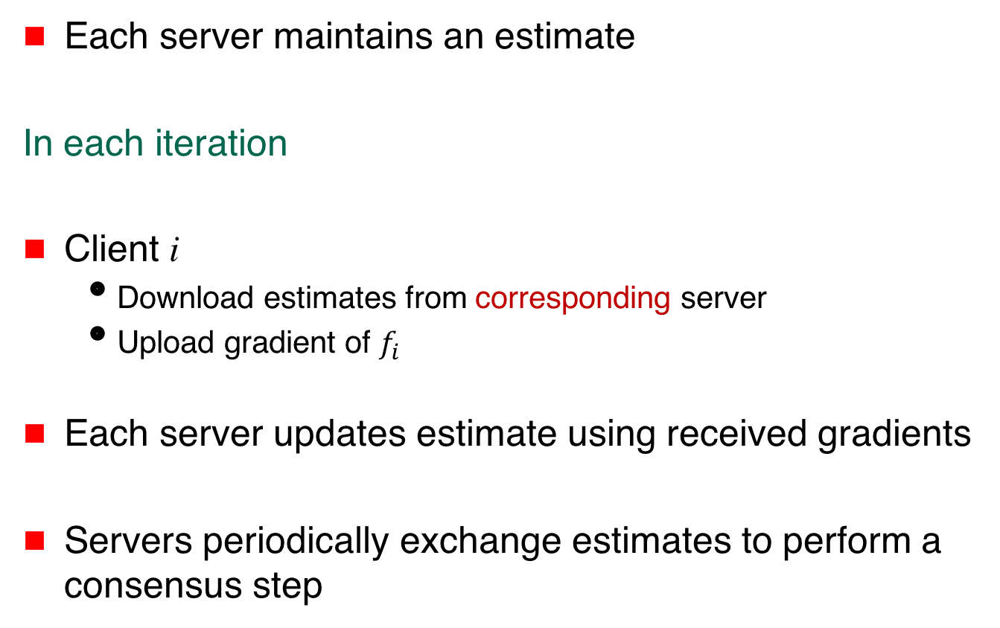 ■ Each server maintains an estimate
In each iteration
■ Client 𝑖
• Download estimates from corresponding server
• Upload gradient of 𝑓ᵢ
■ Each server updates estimate using received gradients
■ Servers periodically exchange estimates to perform a
consensus step